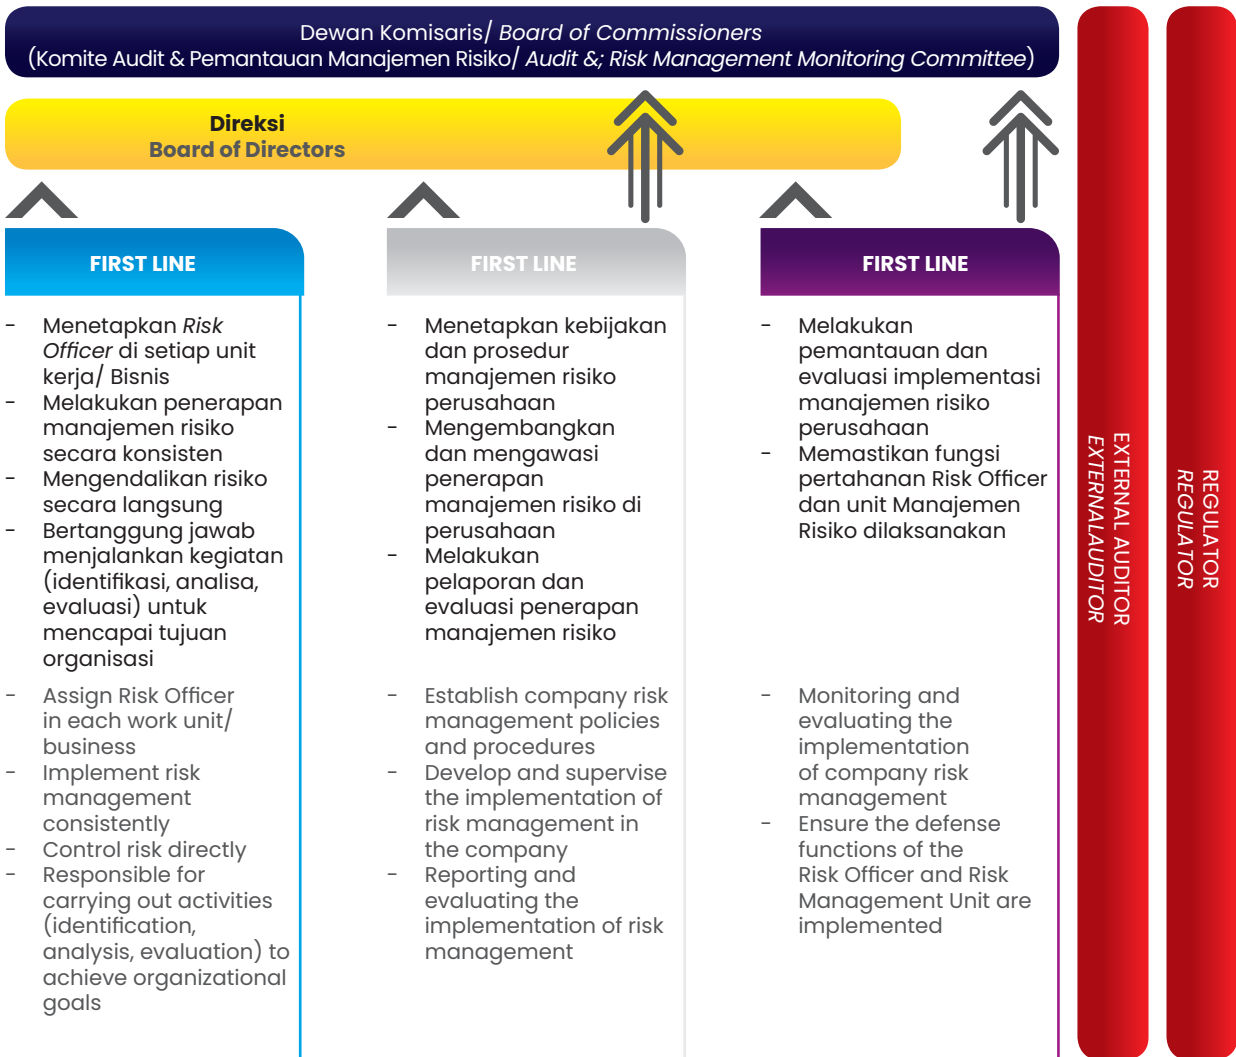 Dewan Komisaris/ Board of Commissioners
(Komite Audit & Pemantauan Manajemen Risiko/ Audit &; Risk Management Monitoring Committee)
Direksi
Board of Directors
FIRST LINE
- Menetapkan Risk
Officer di setiap unit
kerja/ Bisnis
- Melakukan penerapan
manajemen risiko
secara konsisten
- Mengendalikan risiko
secara langsung
- Bertanggung jawab
menjalankan kegiatan
(identifikasi, analisa,
evaluasi) untuk
mencapai tujuan
organisasi
- Assign Risk Officer
in each work unit/
business
- Implement risk
management
consistently
- Control risk directly
- Responsible for
carrying out activities
(identification,
analysis, evaluation) to
achieve organizational
goals
FIRST LINE
- Menetapkan kebijakan
dan prosedur
manajemen risiko
perusahaan
- Mengembangkan
dan mengawasi
penerapan
manajemen risiko di
perusahaan
- Melakukan
pelaporan dan
evaluasi penerapan
manajemen risiko
- Establish company risk
management policies
and procedures
- Develop and supervise
the implementation of
risk management in
the company
- Reporting and
evaluating the
implementation of risk
management
FIRST LINE
- Melakukan
pemantauan dan
evaluasi implementasi
manajemen risiko
perusahaan
- Memastikan fungsi
pertahanan Risk Officer
dan unit Manajemen
Risiko dilaksanakan
- Monitoring and
evaluating the
implementation
of company risk
management
- Ensure the defense
functions of the
Risk Officer and Risk
Management Unit are
implemented
EXTERNAL AUDITOR
EXTERNALAUDITOR
REGULATOR
REGULATOR